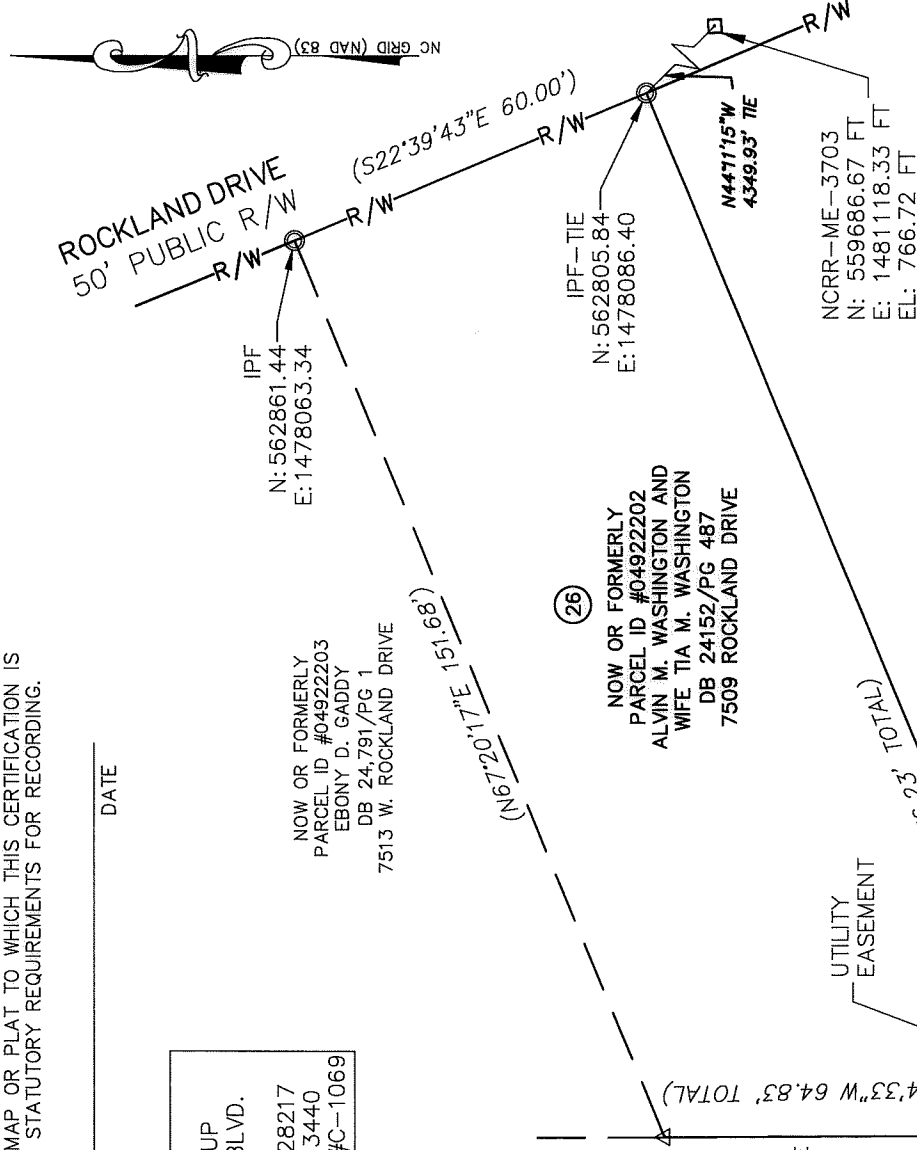 MAP OR PLAT TO WHICH THIS CERTIFICATION IS
STATUTORY REQUIREMENTS FOR RECORDING.
DATE
UP
BLVD.
28217
3440
#C-1069
NC GRID (NAD 83)
ROCKLAND DRIVE
50' PUBLIC R/W
R/W
R/W
(S22°39'43"E 60.00')
R/W
R/W
IPF
N: 562861.44
E: 1478063.34
IPF-TIE
N: 562805.84
E: 1478086.40
N44°11'15"W
4349.93' TIE
NCRR-ME-3703
N: 559686.67 FT
E: 1481118.33 FT
EL: 766.72 FT
NOW OR FORMERLY
PARCEL ID #04922203
EBONY D. GADDY
DB 24,791/PG 1
7513 W. ROCKLAND DRIVE
(N67°20'17"E 151.68')
26
NOW OR FORMERLY
PARCEL ID #04922202
ALVIN M. WASHINGTON AND
WIFE TIA M. WASHINGTON
DB 24152/PG 487
7509 ROCKLAND DRIVE
23' TOTAL)
UTILITY
EASEMENT
4'33"W 64.83' TOTAL)